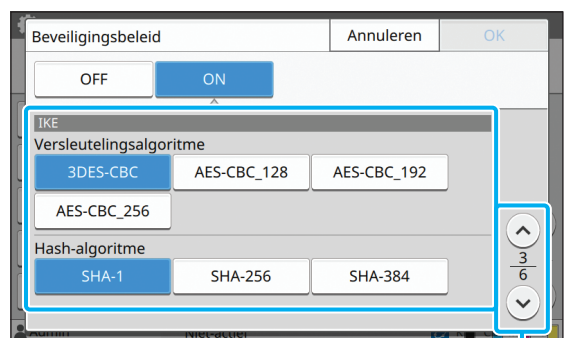 Beveiligingsbeleid Annuleren OK
OFF ON
IKE
Versleutelingsalgoritme
3DES-CBC AES-CBC_128 AES-CBC_192
AES-CBC_256
Hash-algoritme
3
6
SHA-1 SHA-256 SHA-384
Admin Niet-actief